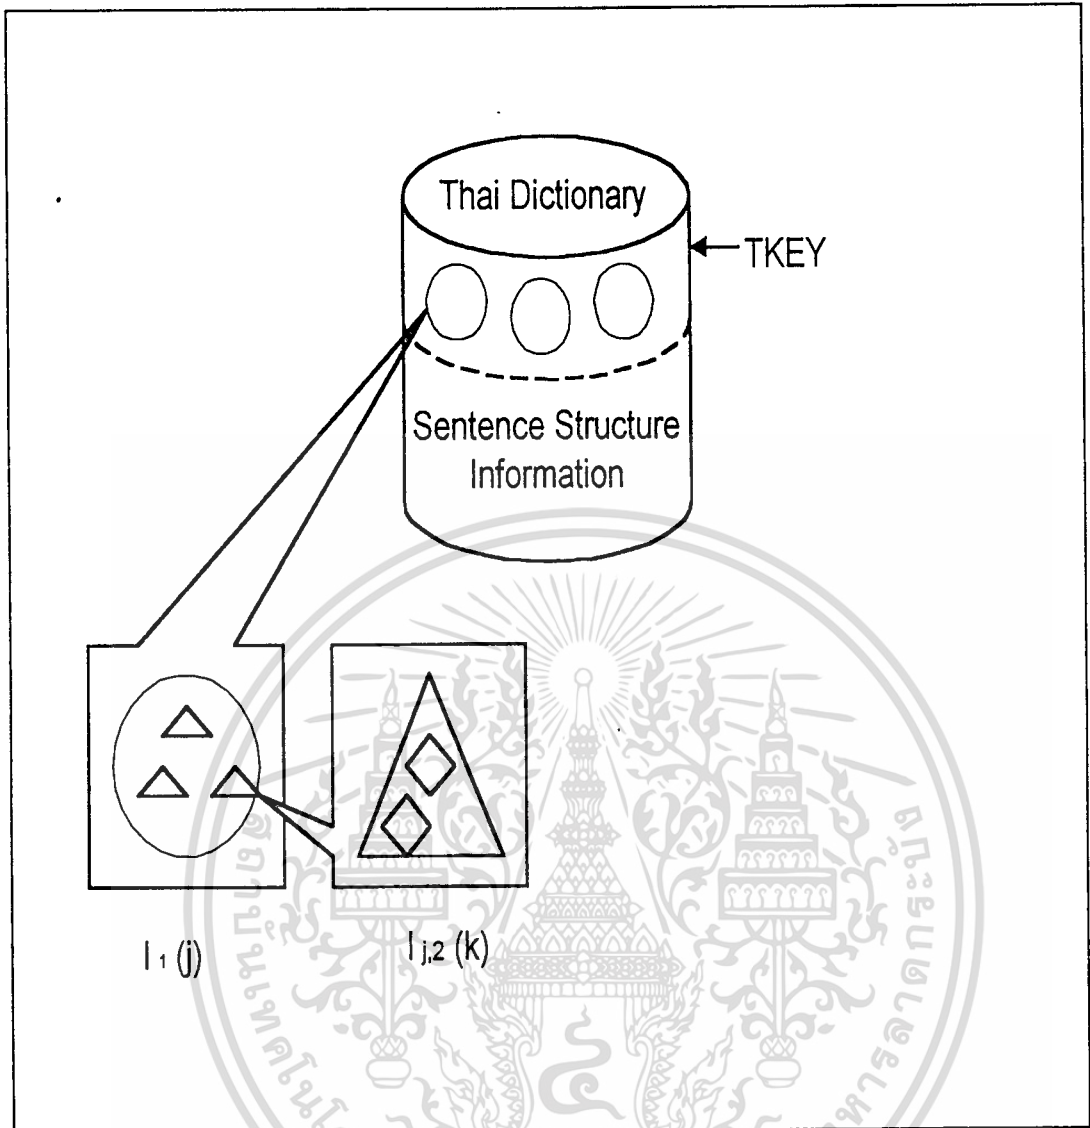 Thai Dictionary
TKEY
Sentence Structure
Information
I 1 (j)
I j,2 (k)